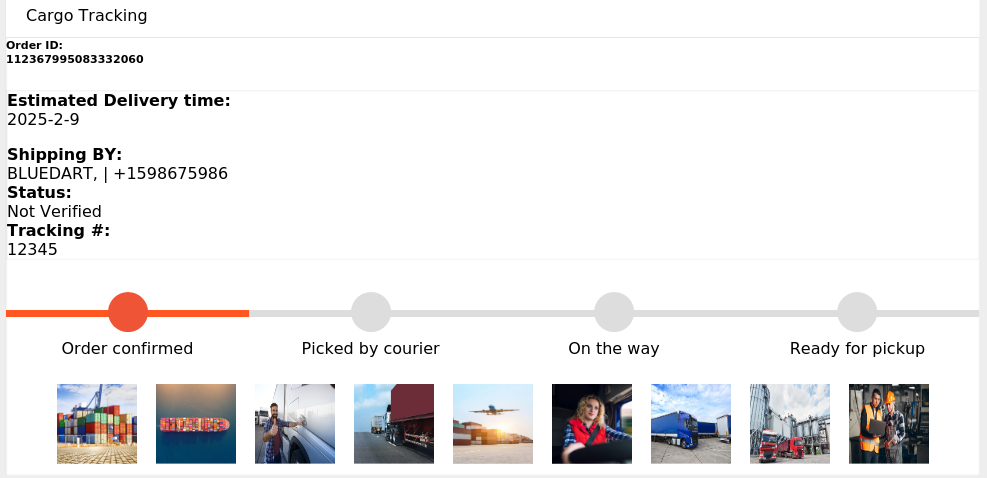 Cargo Tracking
Order ID:
112367995083332060
Estimated Delivery time:
2025-2-9
Shipping BY:
BLUEDART, | +1598675986
Status:
Not Verified
Tracking #:
12345
Order confirmed
Picked by courier
On the way
Ready for pickup